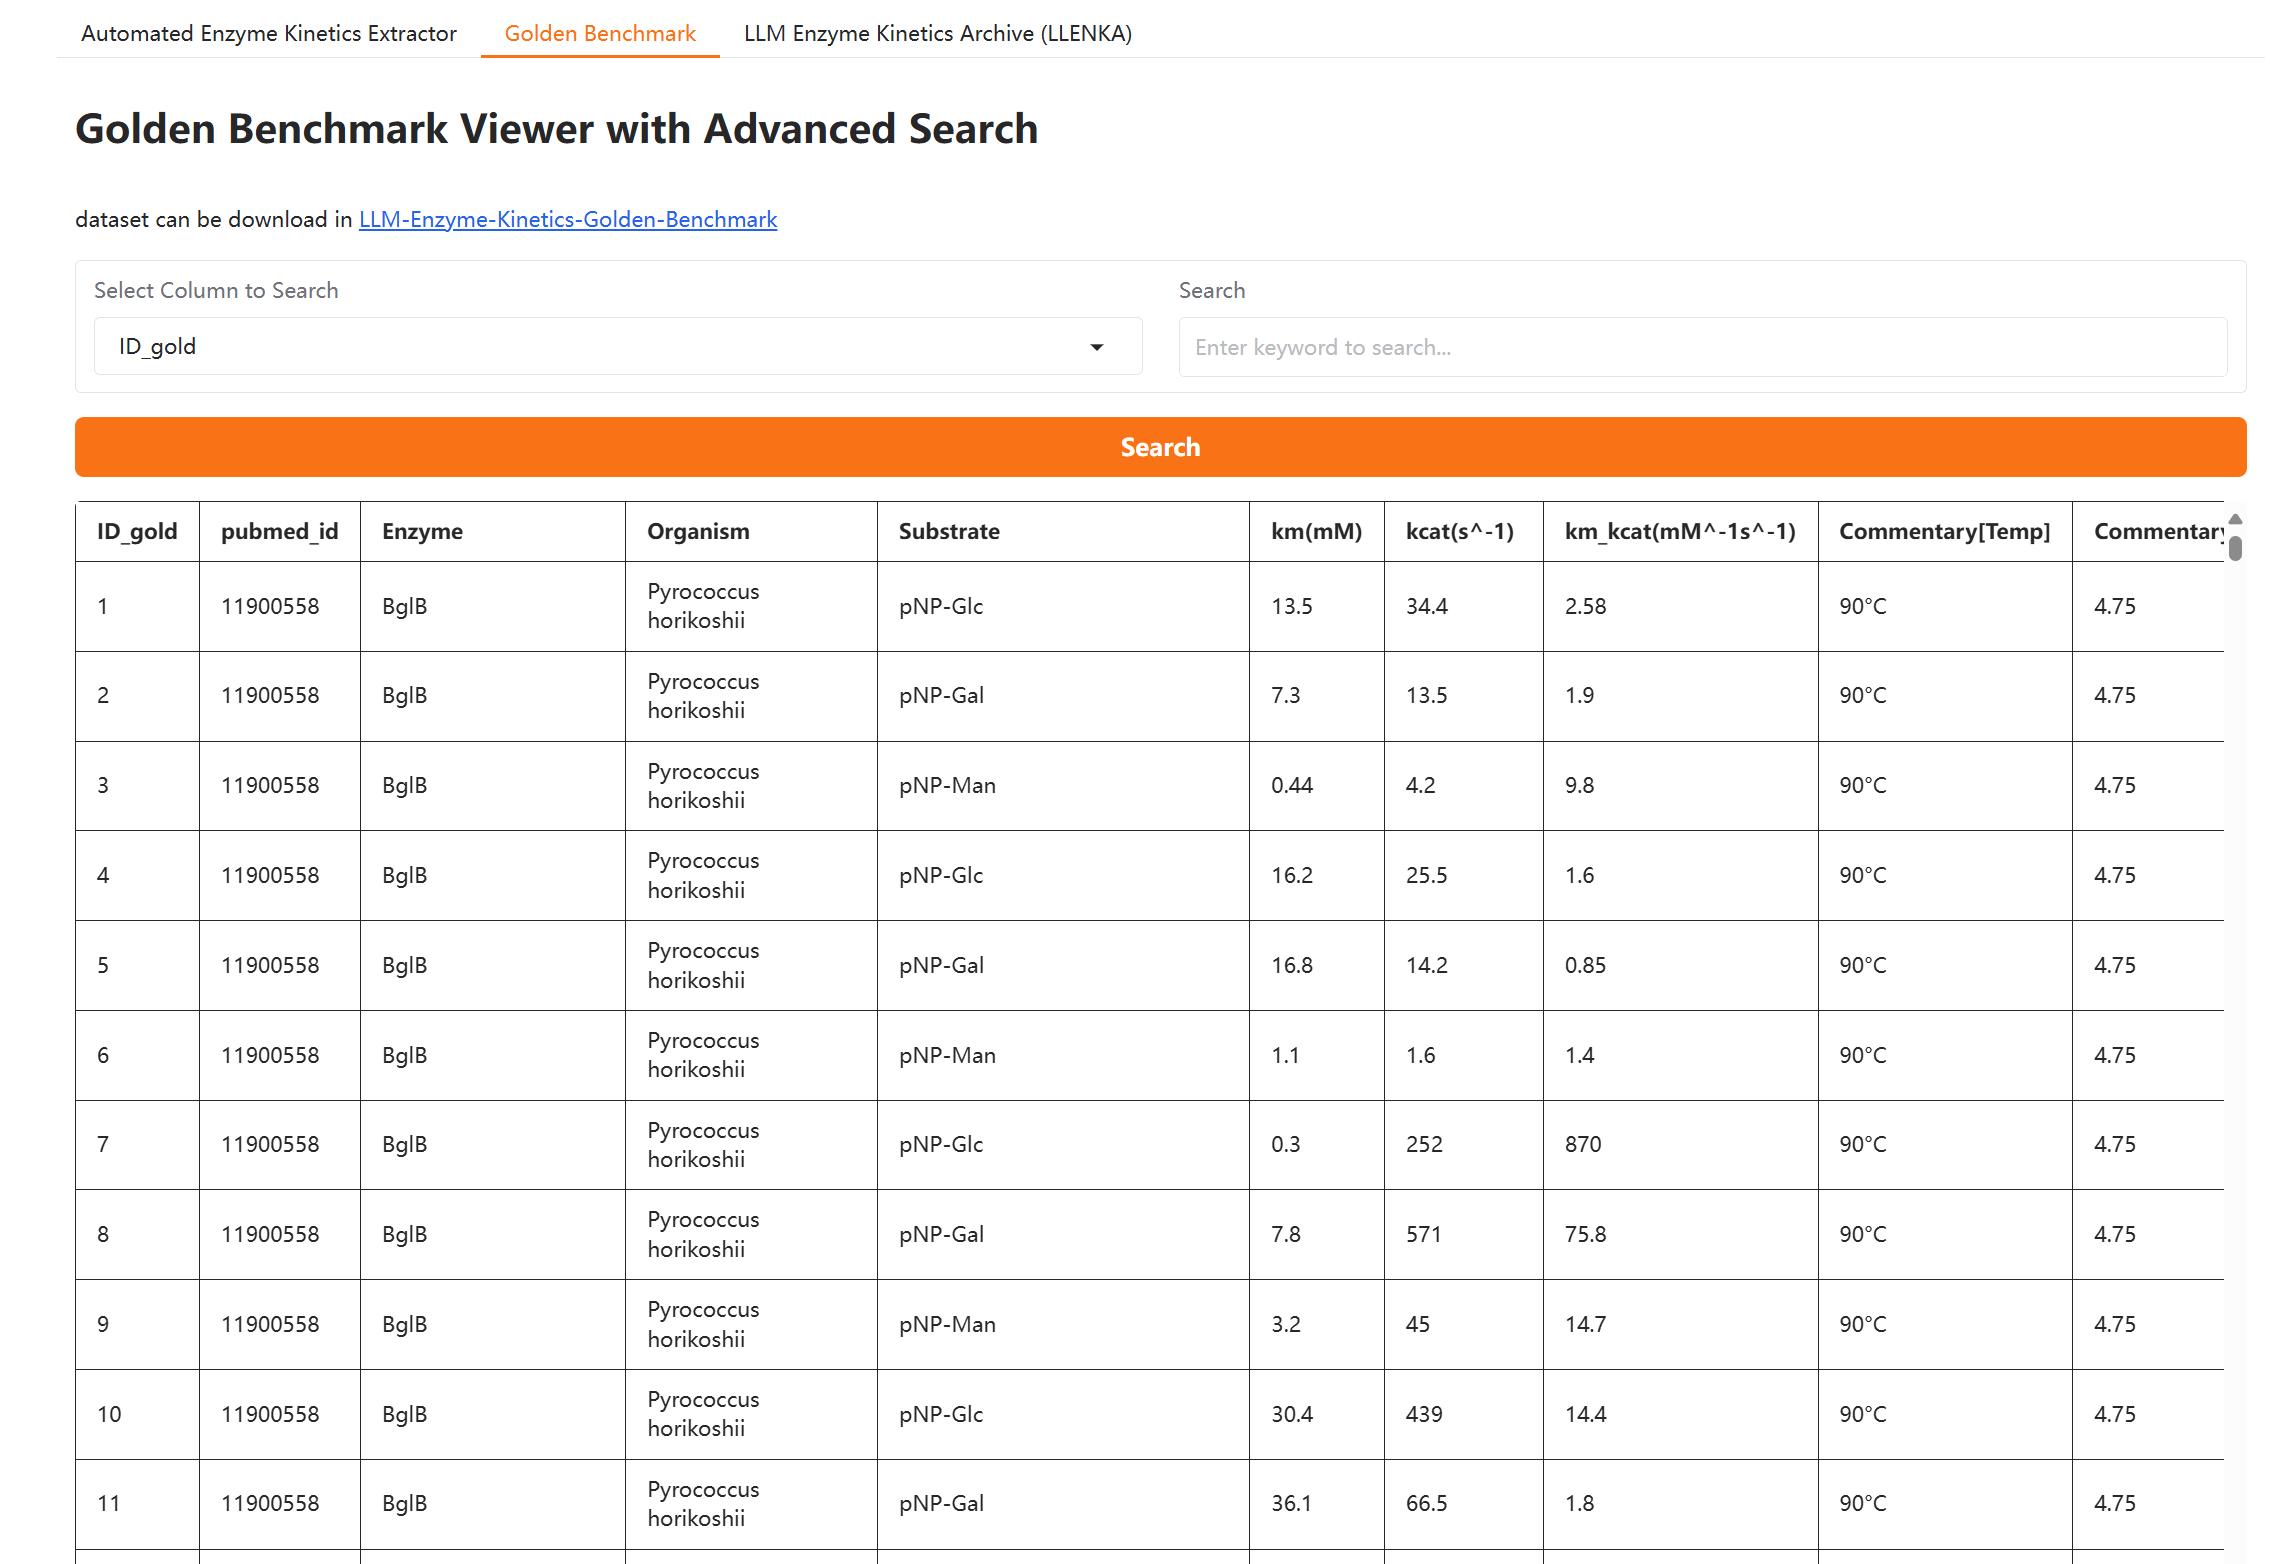 Automated Enzyme Kinetics Extractor Golden Benchmark LLM Enzyme Kinetics Archive (LLENKA)
Golden Benchmark Viewer with Advanced Search
dataset can be download in LLM-Enzyme-Kinetics-Golden-Benchmark
Select Column to Search Search
ID_gold Enter keyword to search...
Search
ID_gold pubmed_id Enzyme Organism Substrate km(mM) kcat(s^-1) km_kcat(mM^-1s^-1) Commentary[Temp] Commentary
1 11900558 BglB Pyrococcus horikoshii pNP-Glc 13.5 34.4 2.58 90°C 4.75
2 11900558 BglB Pyrococcus horikoshii pNP-Gal 7.3 13.5 1.9 90°C 4.75
3 11900558 BglB Pyrococcus horikoshii pNP-Man 0.44 4.2 9.8 90°C 4.75
4 11900558 BglB Pyrococcus horikoshii pNP-Glc 16.2 25.5 1.6 90°C 4.75
5 11900558 BglB Pyrococcus horikoshii pNP-Gal 16.8 14.2 0.85 90°C 4.75
6 11900558 BglB Pyrococcus horikoshii pNP-Man 1.1 1.6 1.4 90°C 4.75
7 11900558 BglB Pyrococcus horikoshii pNP-Glc 0.3 252 870 90°C 4.75
8 11900558 BglB Pyrococcus horikoshii pNP-Gal 7.8 571 75.8 90°C 4.75
9 11900558 BglB Pyrococcus horikoshii pNP-Man 3.2 45 14.7 90°C 4.75
10 11900558 BglB Pyrococcus horikoshii pNP-Glc 30.4 439 14.4 90°C 4.75
11 11900558 BglB Pyrococcus horikoshii pNP-Gal 36.1 66.5 1.8 90°C 4.75